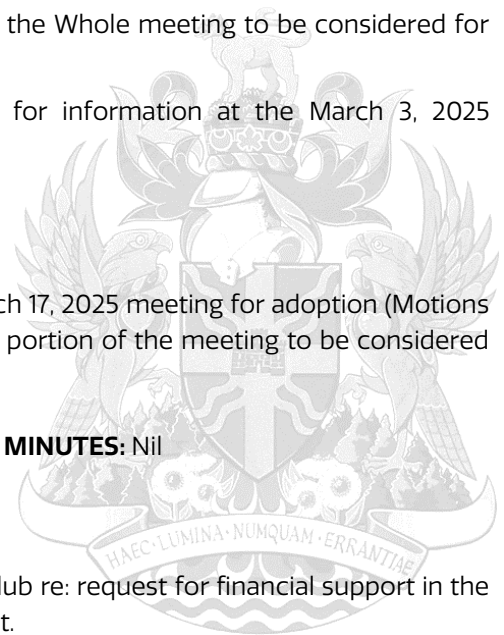 the Whole meeting to be considered for
for information at the March 3, 2025
ch 17, 2025 meeting for adoption (Motions
portion of the meeting to be considered
MINUTES: Nil
HAEC·LUMINA·NUMQUAM·ERRANTIAE
lub re: request for financial support in the
t.